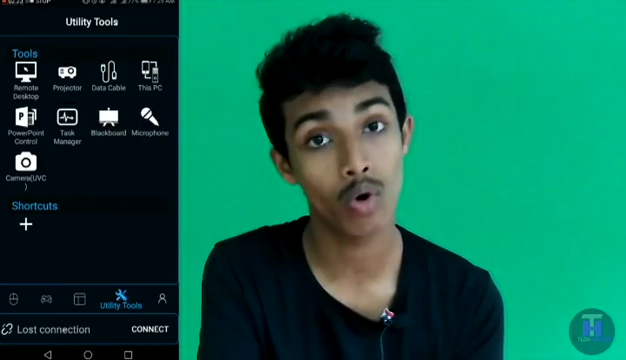 Utility Tools
Tools
Remote Desktop
Projector
Data Cable
This PC
PowerPoint Control
Task Manager
Blackboard
Microphone
Camera(UVC)
Shortcuts
Utility Tools
Lost connection
CONNECT
TECH